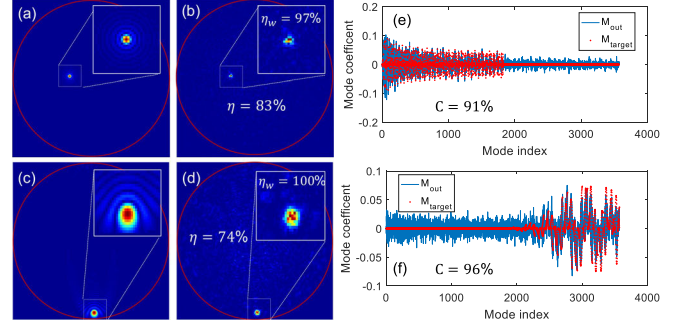 (a)
(b)
η_w = 97%
η = 83%
(c)
(d)
η_w = 100%
η = 74%
(e)
M_out
M_target
0.2
0.1
0
-0.1
-0.2
Mode coefficent
C = 91%
0
1000
2000
3000
4000
Mode index
M_out
M_target
0.1
0.05
0
-0.05
-0.1
Mode coefficent
(f)
C = 96%
0
1000
2000
3000
4000
Mode index